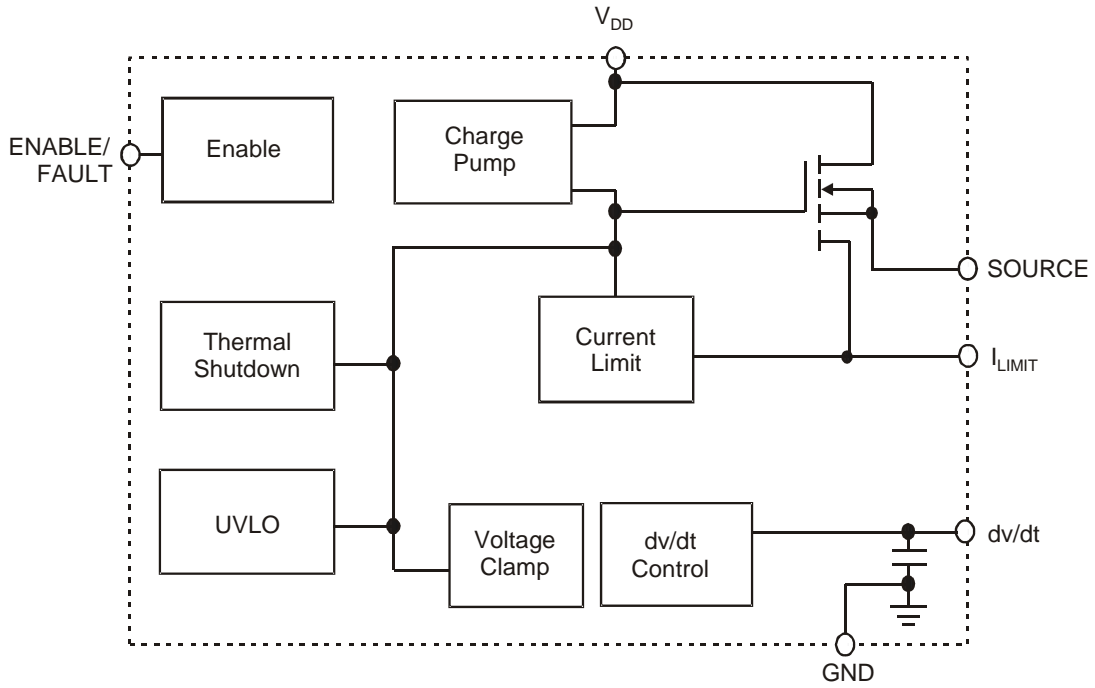 V_DD
ENABLE/
FAULT
Enable
Charge
Pump
SOURCE
Thermal
Shutdown
Current
Limit
I_LIMIT
UVLO
Voltage
Clamp
dv/dt
Control
dv/dt
GND